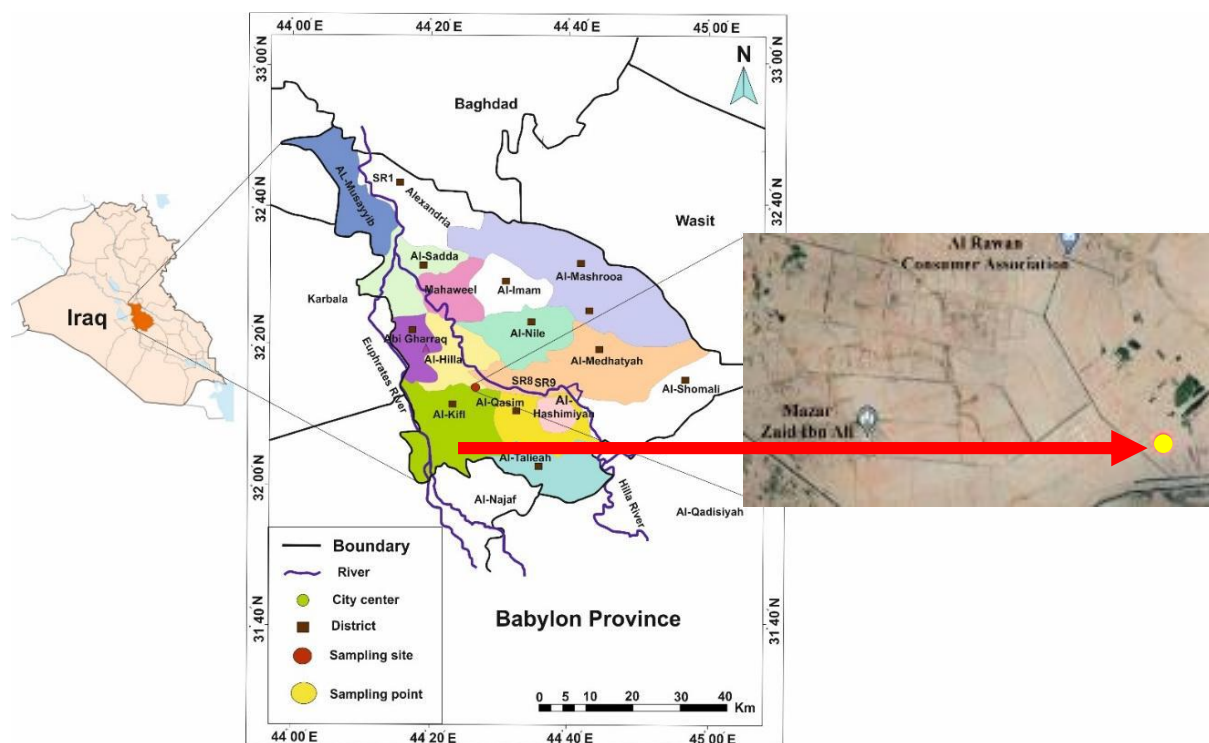 44 00 E
44 20 E
44 40 E
45 00 E
33 00 N
33 00 N
N
Baghdad
32 40 N
32 40 N
AL-Musayyib
SR1
Alexandria
Wasit
Al-Sadda
Mahaweel
Al-Imam
Al-Mashrooa
Karbala
Iraq
32 20 N
Abi Gharraq
Al-Hilla
Al-Nile
Al-Medhatyah
Euphrates River
SR8 SR9
Al-Shomali
Al-Kifl
Al-Qasim
Al-
Hashimiyah
Al Rawan
Consumer Association
Mazar
Zaid Ibn Ali
32 00 N
Al-Talieah
Al-Najaf
Hilla River
Al-Qadisiyah
Boundary
River
City center
District
Sampling site
Sampling point
31 40 N
31 40 N
Babylon Province
0 5 10 20 30 40
Km
44 00 E
44 20 E
44 40 E
45 00 E